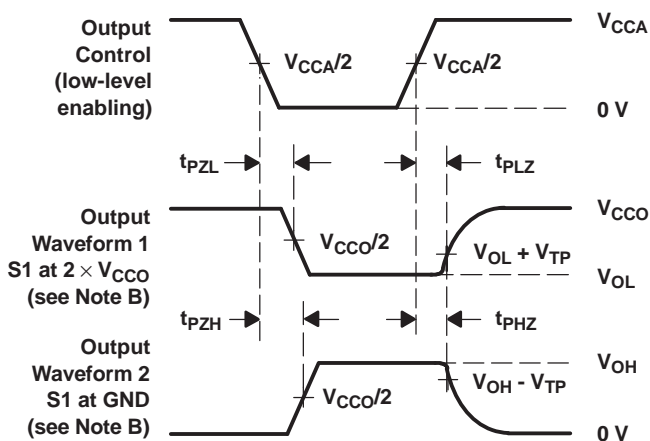 Output
Control
(low-level
enabling)
V_CCA/2
V_CCA/2
V_CCA
0 V
t_PZL
t_PLZ
Output
Waveform 1
S1 at 2 × V_CCO
(see Note B)
V_CCO/2
V_CCO
V_OL + V_TP
V_OL
t_PZH
t_PHZ
Output
Waveform 2
S1 at GND
(see Note B)
V_CCO/2
V_OH
V_OH - V_TP
0 V